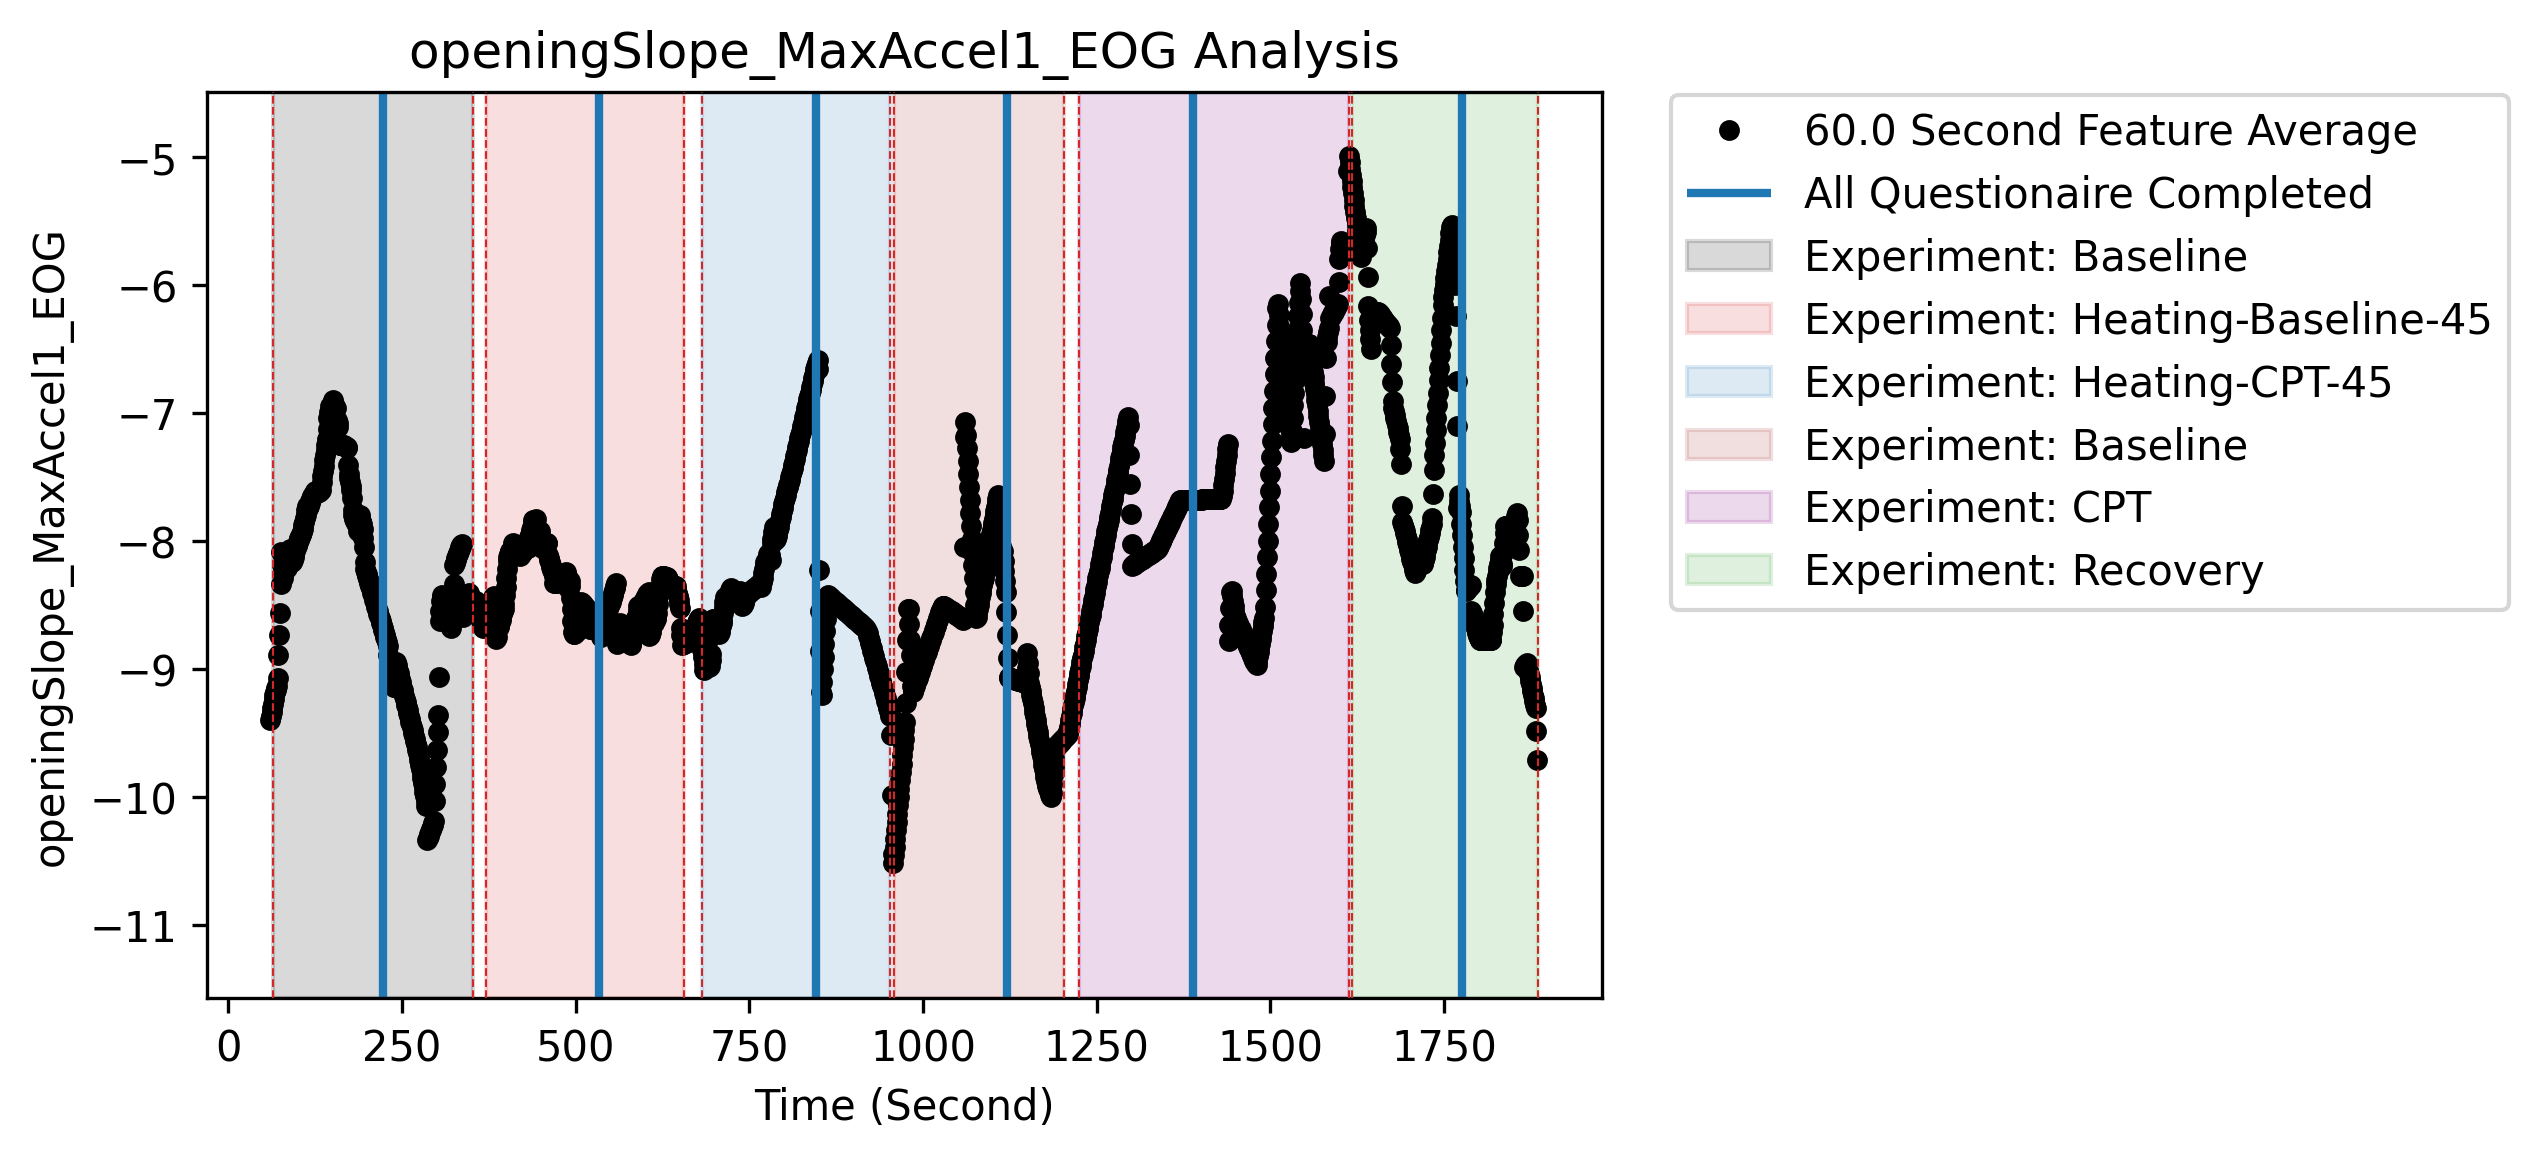 openingSlope_MaxAccel1_EOG Analysis
openingSlope_MaxAccel1_EOG
−5
−6
−7
−8
−9
−10
−11
0 250 500 750 1000 1250 1500 1750
Time (Second)
60.0 Second Feature Average
All Questionaire Completed
Experiment: Baseline
Experiment: Heating-Baseline-45
Experiment: Heating-CPT-45
Experiment: Baseline
Experiment: CPT
Experiment: Recovery